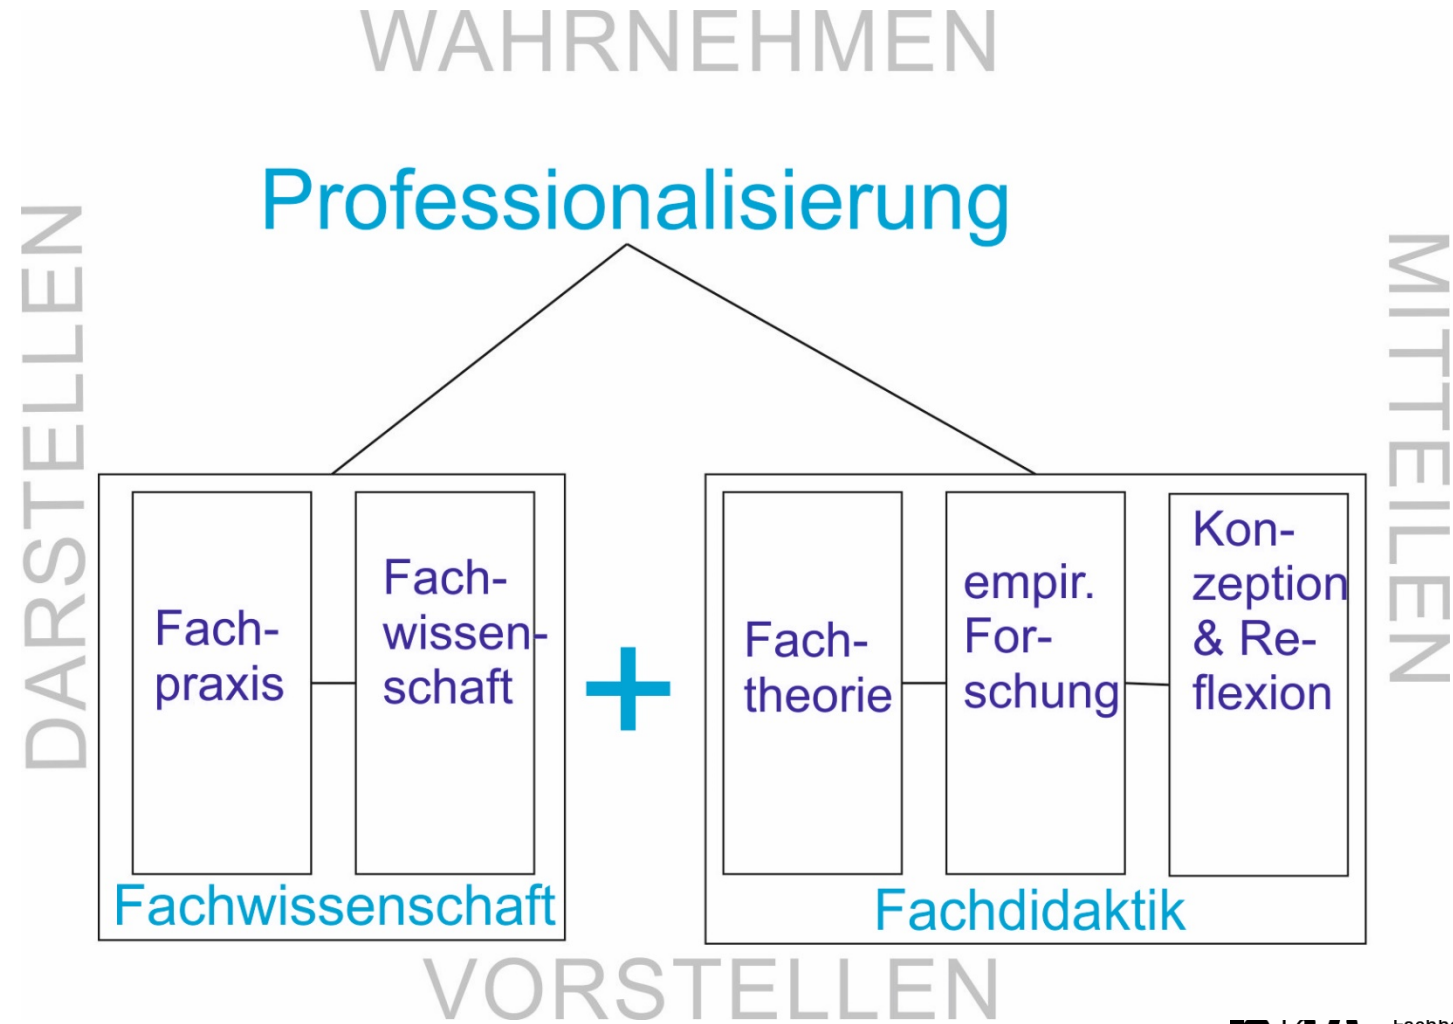 WAHRNEHMEN
Professionalisierung
DARSTELLEN
MITTEILEN
Fach-
praxis
Fach-
wissen-
schaft
Fachwissenschaft
+
Fach-
theorie
empir.
For-
schung
Kon-
zeption
& Re-
flexion
Fachdidaktik
VORSTELLEN